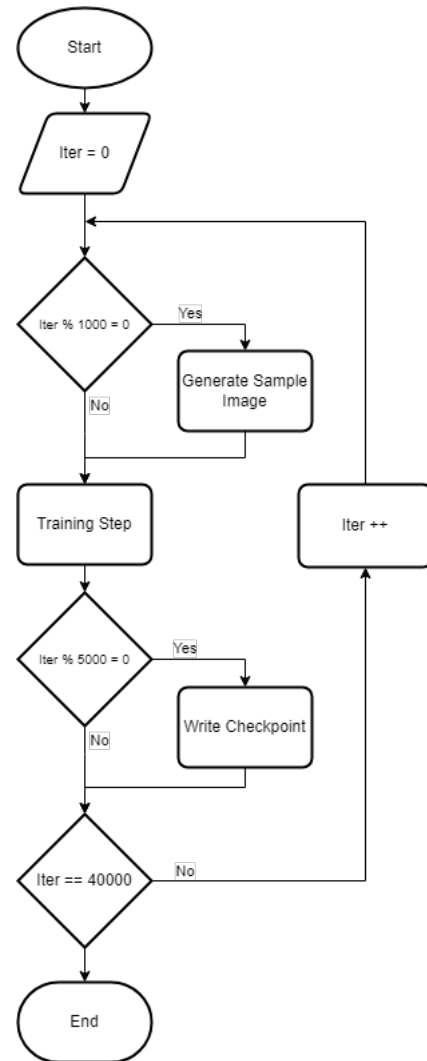 Start
Iter = 0
Iter % 1000 = 0
Yes
Generate Sample
Image
No
Training Step
Iter ++
Iter % 5000 = 0
Yes
Write Checkpoint
No
Iter == 40000
No
End